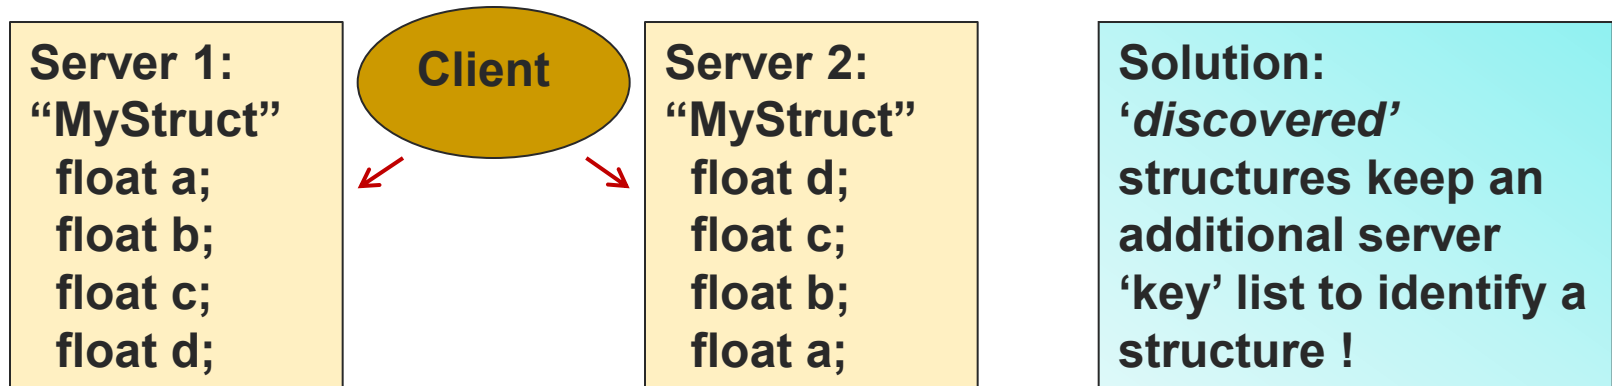 Server 1:
“MyStruct”
float a;
float b;
float c;
float d;
Client
Server 2:
“MyStruct”
float d;
float c;
float b;
float a;
Solution:
‘discovered’
structures keep an
additional server
‘key’ list to identify a
structure !